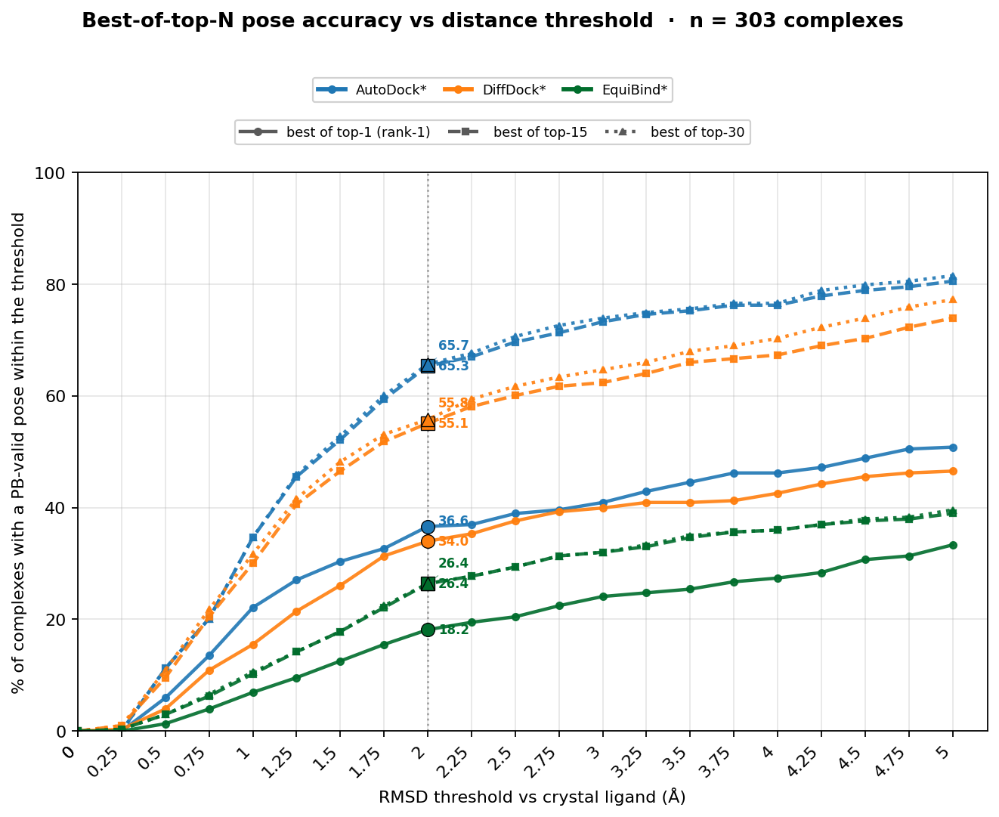 Best-of-top-N pose accuracy vs distance threshold · n = 303 complexes
AutoDock* DiffDock* EquiBind*
best of top-1 (rank-1) best of top-15 best of top-30
% of complexes with a PB-valid pose within the threshold
100
80
60
40
20
0
65.7
65.3
55.8
55.1
36.6
34.0
26.4
26.4
18.2
0 0.25 0.5 0.75 1 1.25 1.5 1.75 2 2.25 2.5 2.75 3 3.25 3.5 3.75 4 4.25 4.5 4.75 5
RMSD threshold vs crystal ligand (Å)